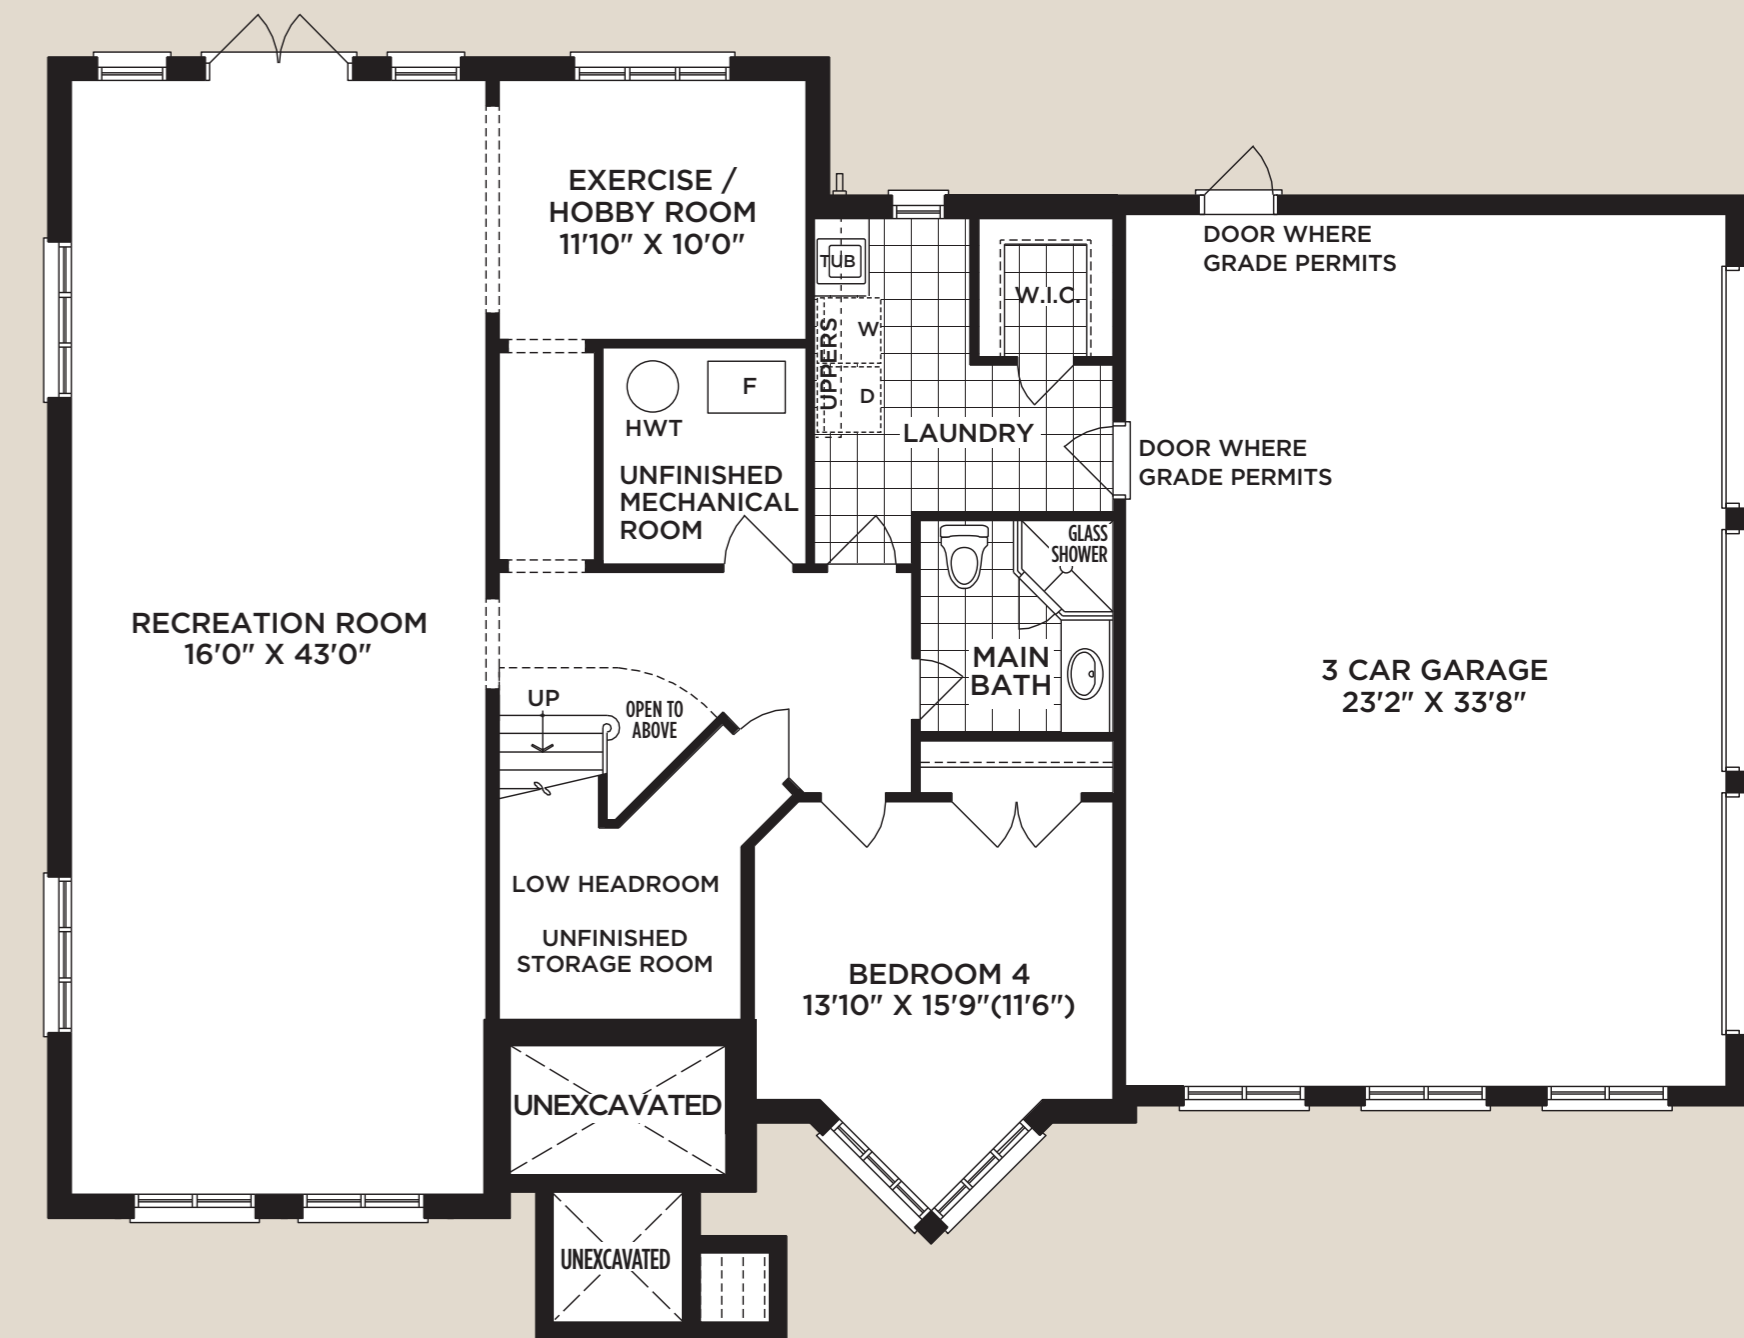 EXERCISE /
HOBBY ROOM
11'10" X 10'0"
DOOR WHERE
GRADE PERMITS
TUB
W.I.C.
UPPERS
W
D
HWT
F
LAUNDRY
DOOR WHERE
GRADE PERMITS
UNFINISHED
MECHANICAL
ROOM
GLASS
SHOWER
RECREATION ROOM
16'0" X 43'0"
MAIN
BATH
3 CAR GARAGE
23'2" X 33'8"
UP
OPEN TO
ABOVE
LOW HEADROOM
UNFINISHED
STORAGE ROOM
BEDROOM 4
13'10" X 15'9"(11'6")
UNEXCAVATED
UNEXCAVATED